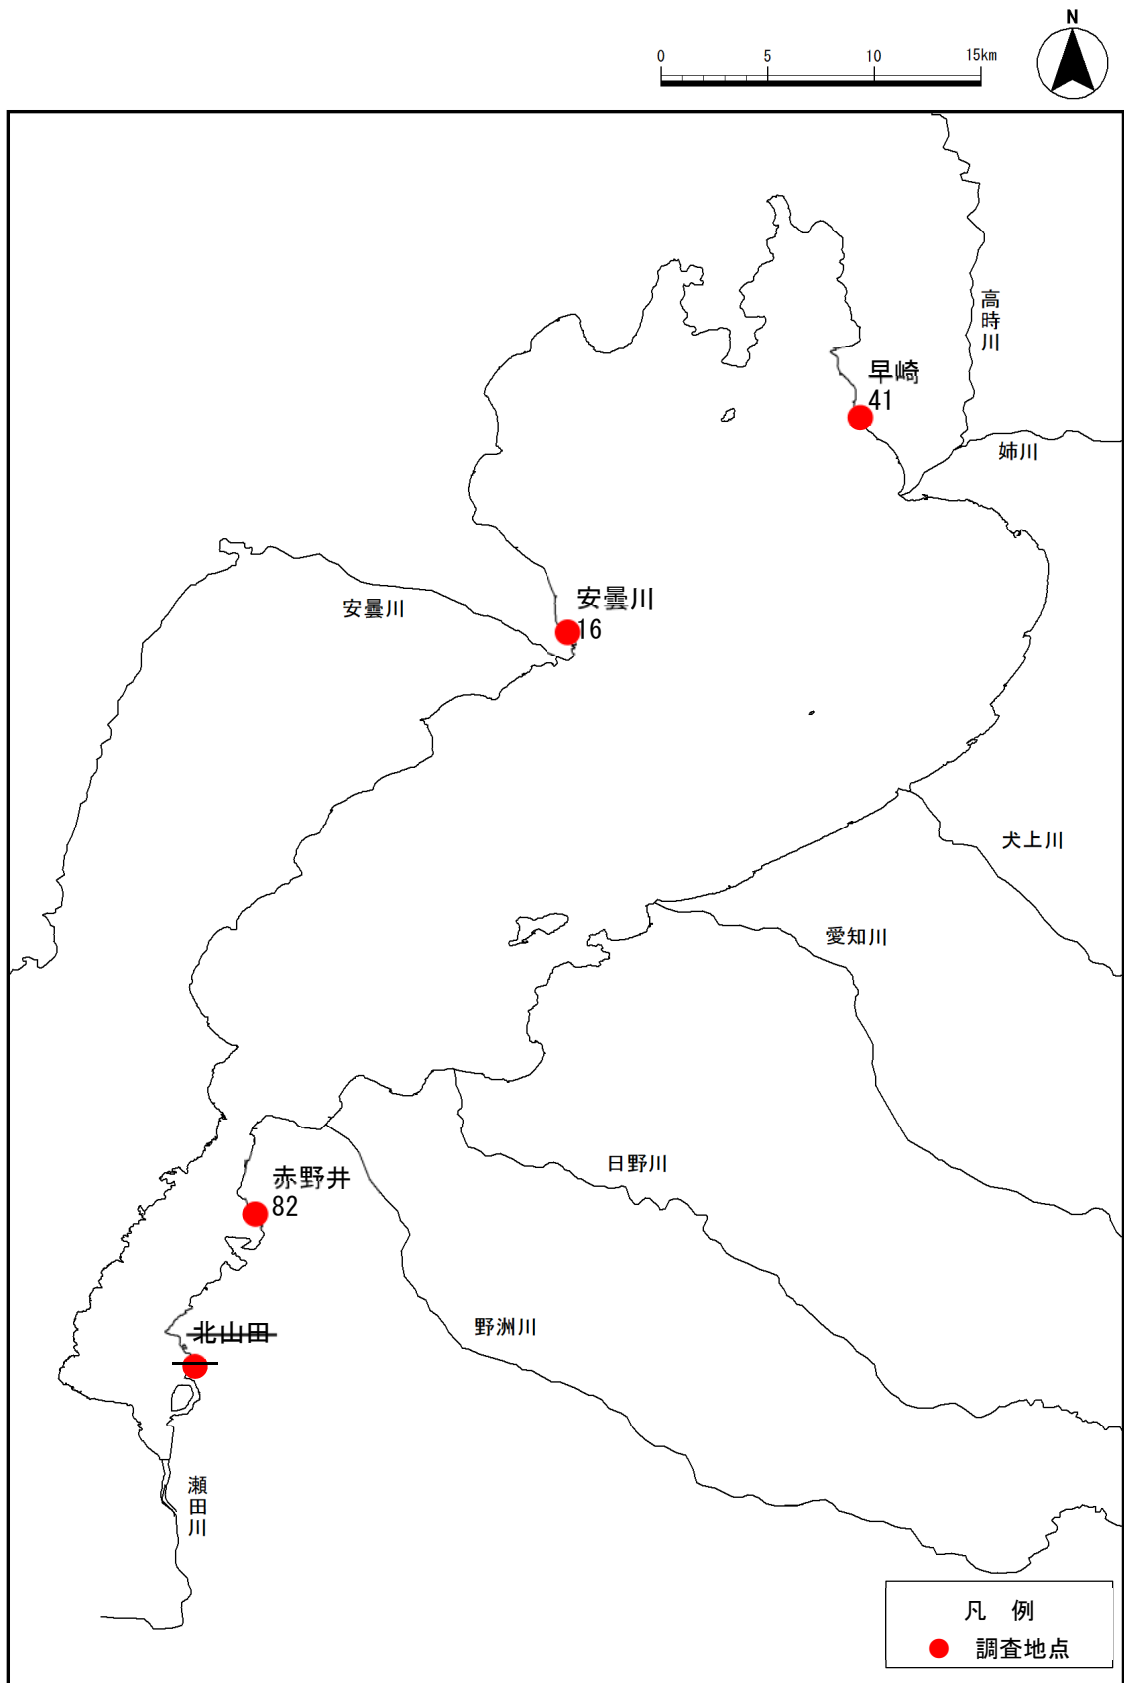 N
0 5 10 15km
高時川
早崎
41
姉川
安曇川
安曇川
16
犬上川
愛知川
日野川
赤野井
82
野洲川
北山田
瀬田川
凡 例
調査地点